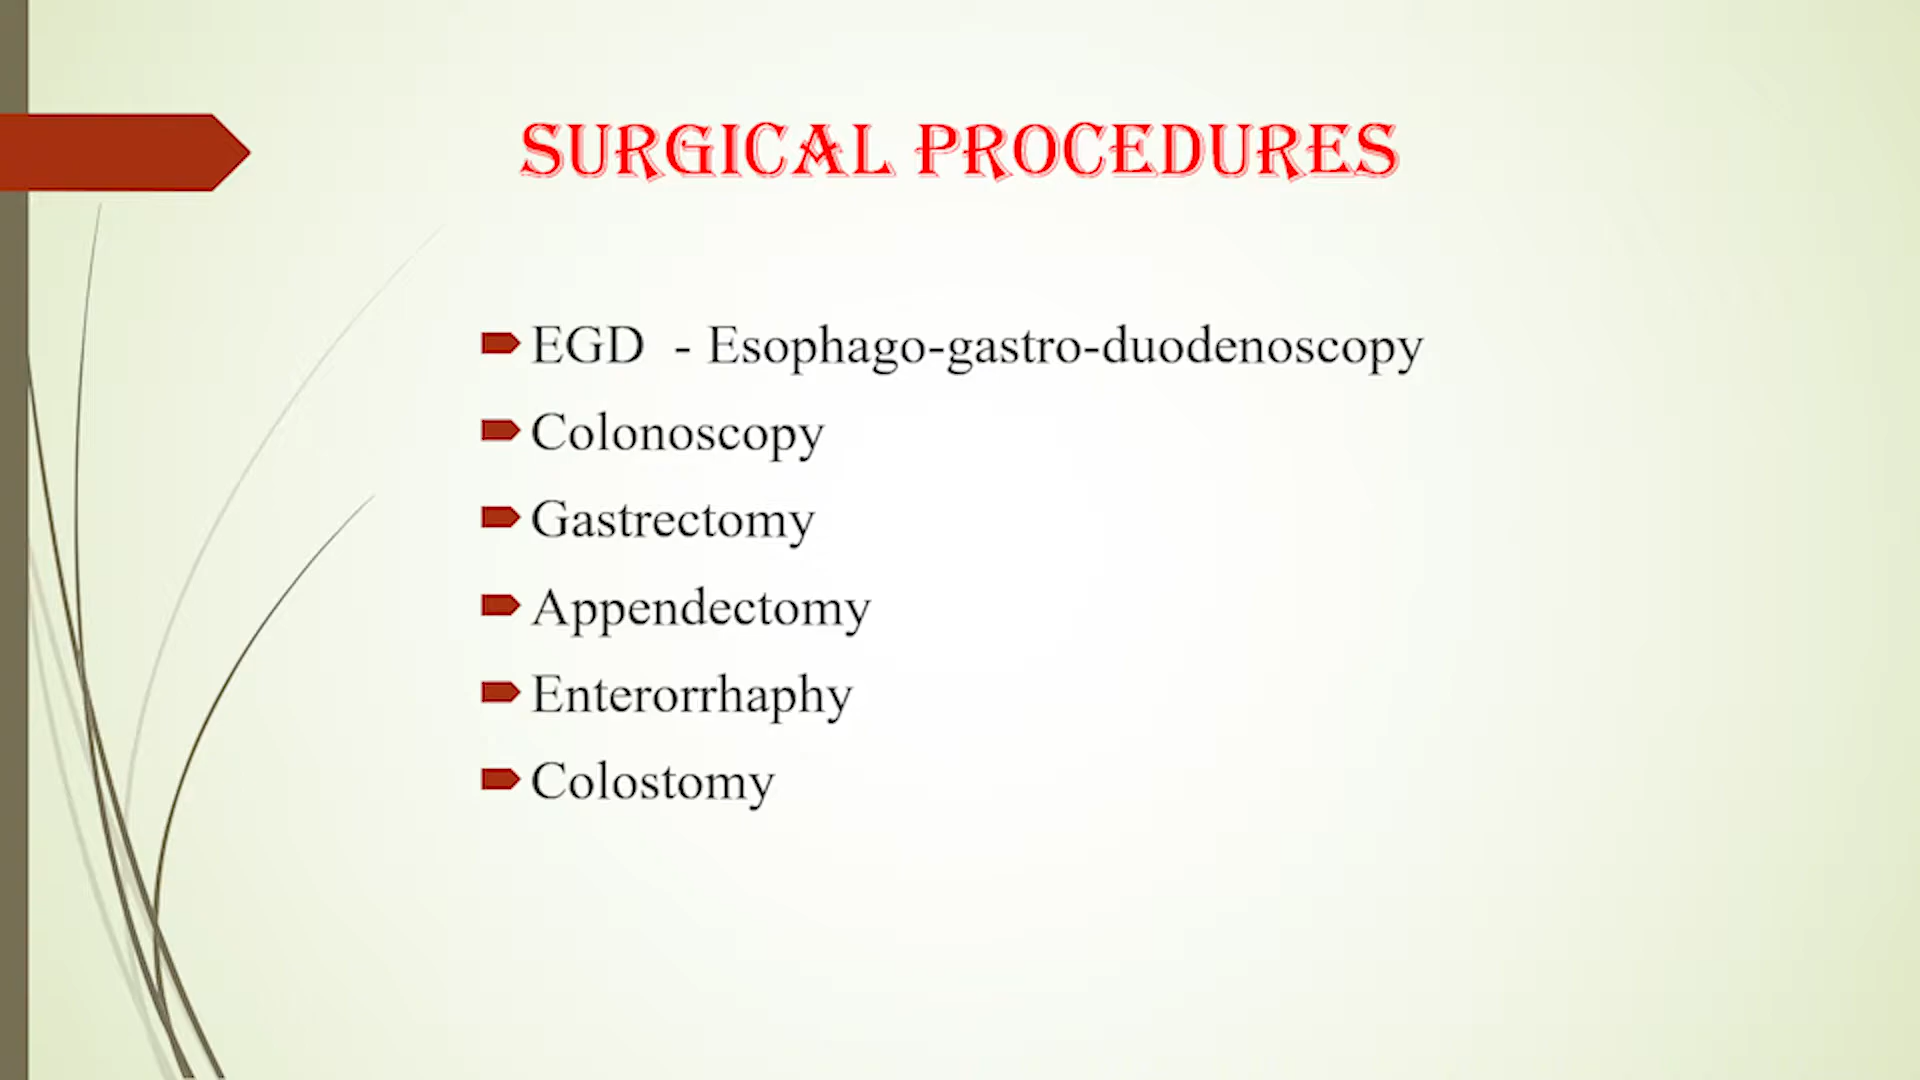 SURGICAL PROCEDURES
EGD - Esophago-gastro-duodenoscopy
Colonoscopy
Gastrectomy
Appendectomy
Enterorrhaphy
Colostomy